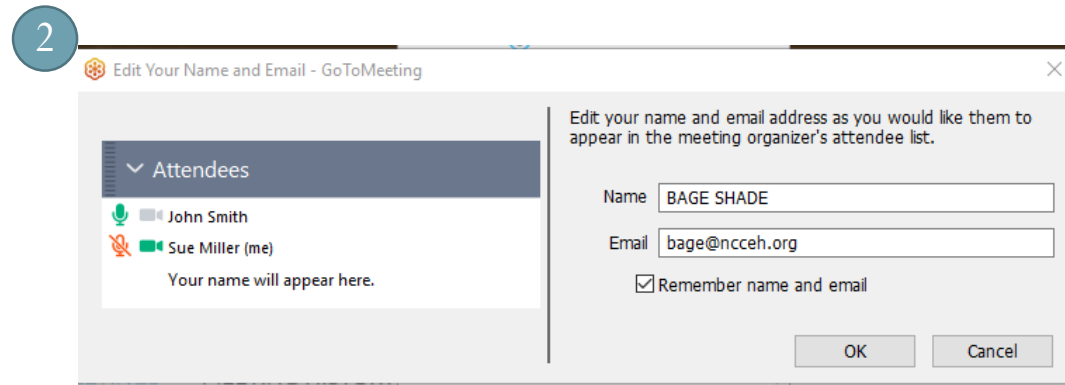 2
Edit Your Name and Email - GoToMeeting
Attendees
John Smith
Sue Miller (me)
Your name will appear here.
Edit your name and email address as you would like them to
appear in the meeting organizer's attendee list.
Name BAGE SHADE
Email bage@ncceh.org
Remember name and email
OK Cancel